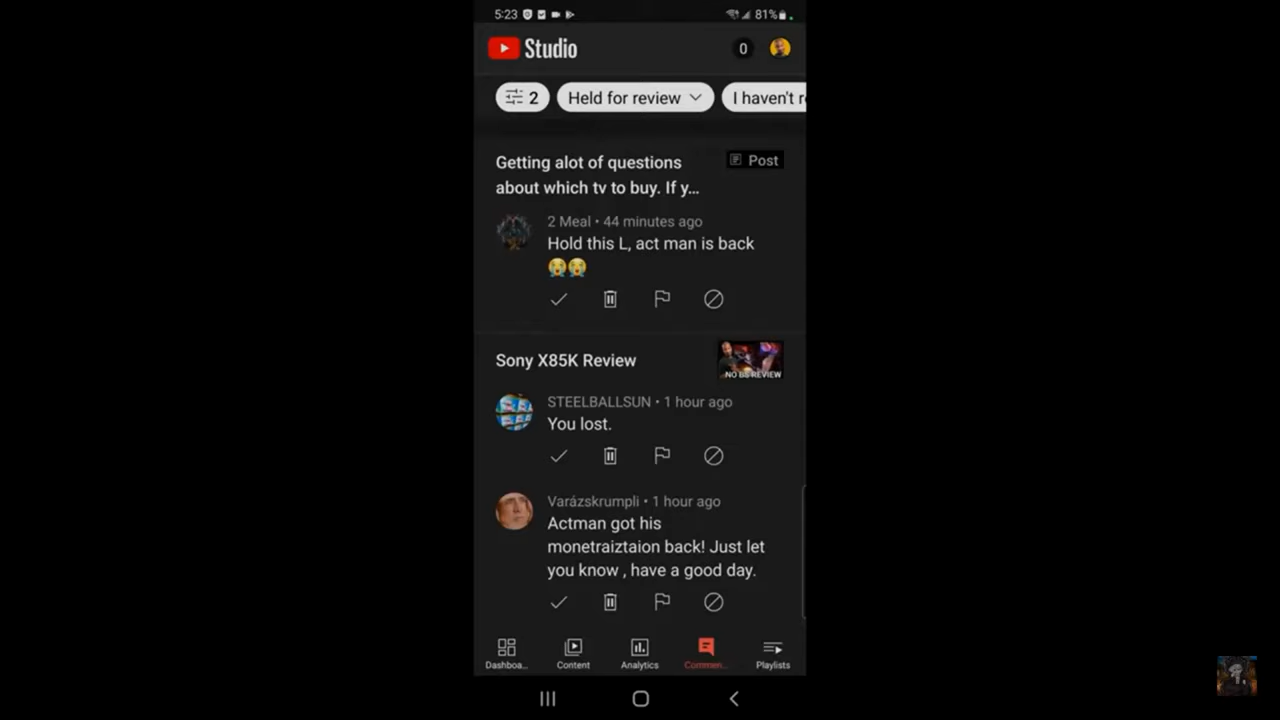 5:23 81%
Studio 0
2 Held for review I haven't r
Getting alot of questions Post
about which tv to buy. If y...
2 Meal • 44 minutes ago
Hold this L, act man is back
😭😭
Sony X85K Review
NO BS REVIEW
STEELBALLSUN • 1 hour ago
You lost.
Varázskrumpli • 1 hour ago
Actman got his
monetraiztaion back! Just let
you know , have a good day.
Dashboa... Content Analytics Commen... Playlists